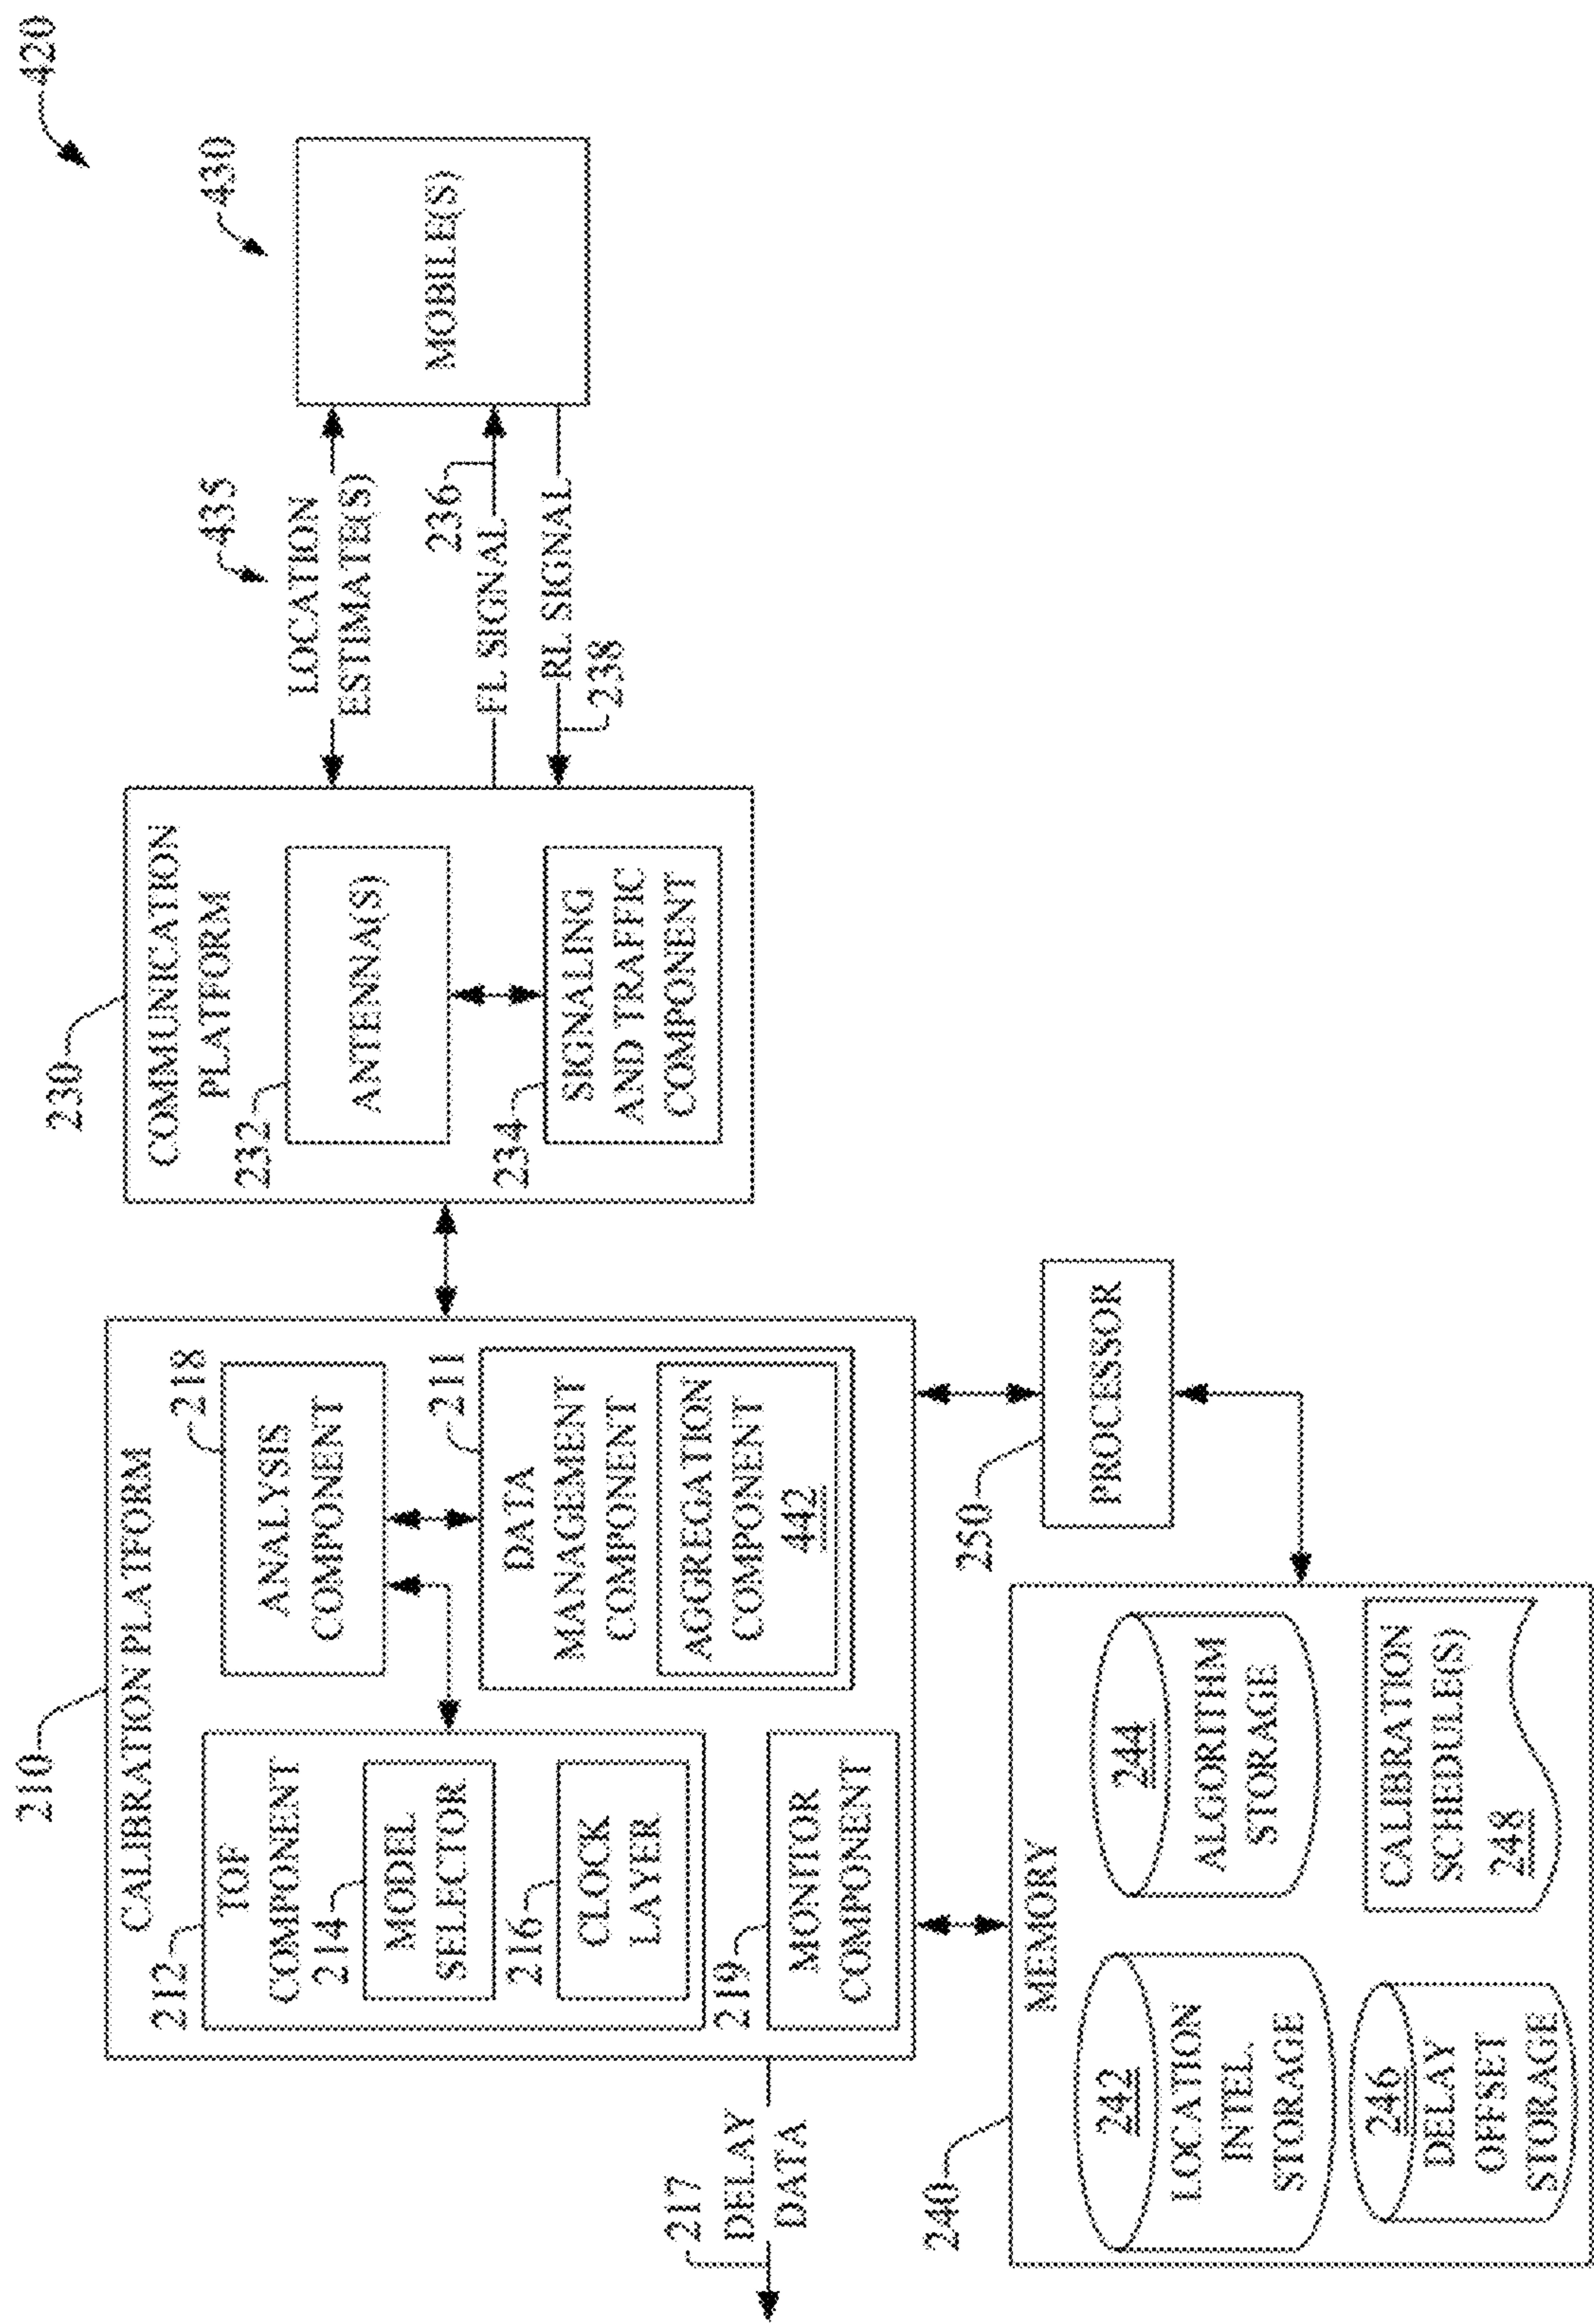 420
210
CALIBRATION PLATFORM
212
TOF
COMPONENT
214
MODEL
SELECTOR
216
CLOCK
LAYER
218
ANALYSIS
COMPONENT
211
DATA
MANAGEMENT
COMPONENT
AGGREGATION
COMPONENT
442
219
MONITOR
COMPONENT
217
DELAY
DATA
230
COMMUNICATION
PLATFORM
232
ANTENNA(S)
234
SIGNALING
AND TRAFFIC
COMPONENT
435
LOCATION
ESTIMATE(S)
236
FL SIGNAL
RL SIGNAL
238
430
MOBILE(S)
250
PROCESSOR
240
MEMORY
242
LOCATION
INTEL.
STORAGE
244
ALGORITHM
STORAGE
246
DELAY
OFFSET
STORAGE
CALIBRATION
SCHEDULE(S)
248